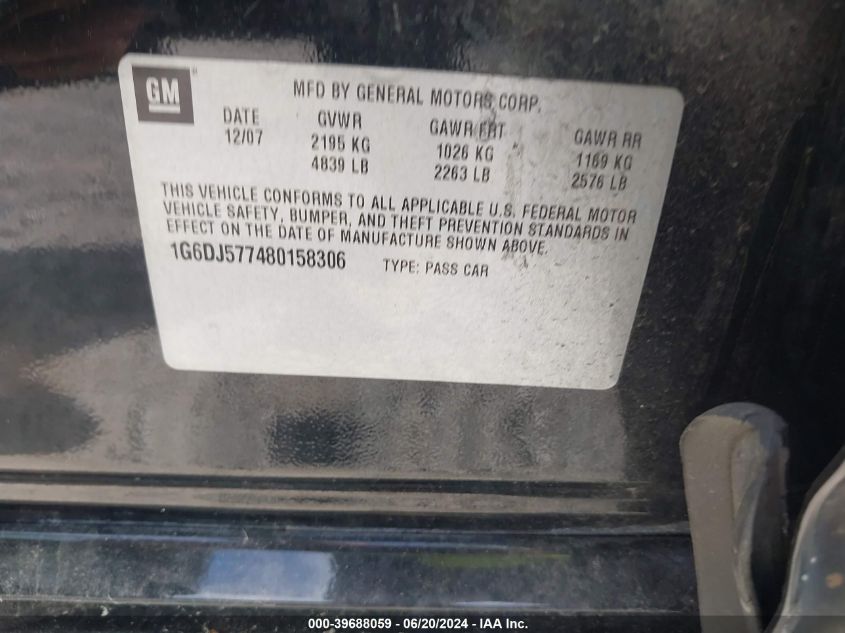 GM
MFD BY GENERAL MOTORS CORP.
DATE GVWR GAWR FRT GAWR RR
12/07 2195 KG 1026 KG 1169 KG
4839 LB 2263 LB 2576 LB
THIS VEHICLE CONFORMS TO ALL APPLICABLE U.S. FEDERAL MOTOR
VEHICLE SAFETY, BUMPER, AND THEFT PREVENTION STANDARDS IN
EFFECT ON THE DATE OF MANUFACTURE SHOWN ABOVE.
1G6DJ577480158306 TYPE: PASS CAR
000-39688059 - 06/20/2024 - IAA Inc.